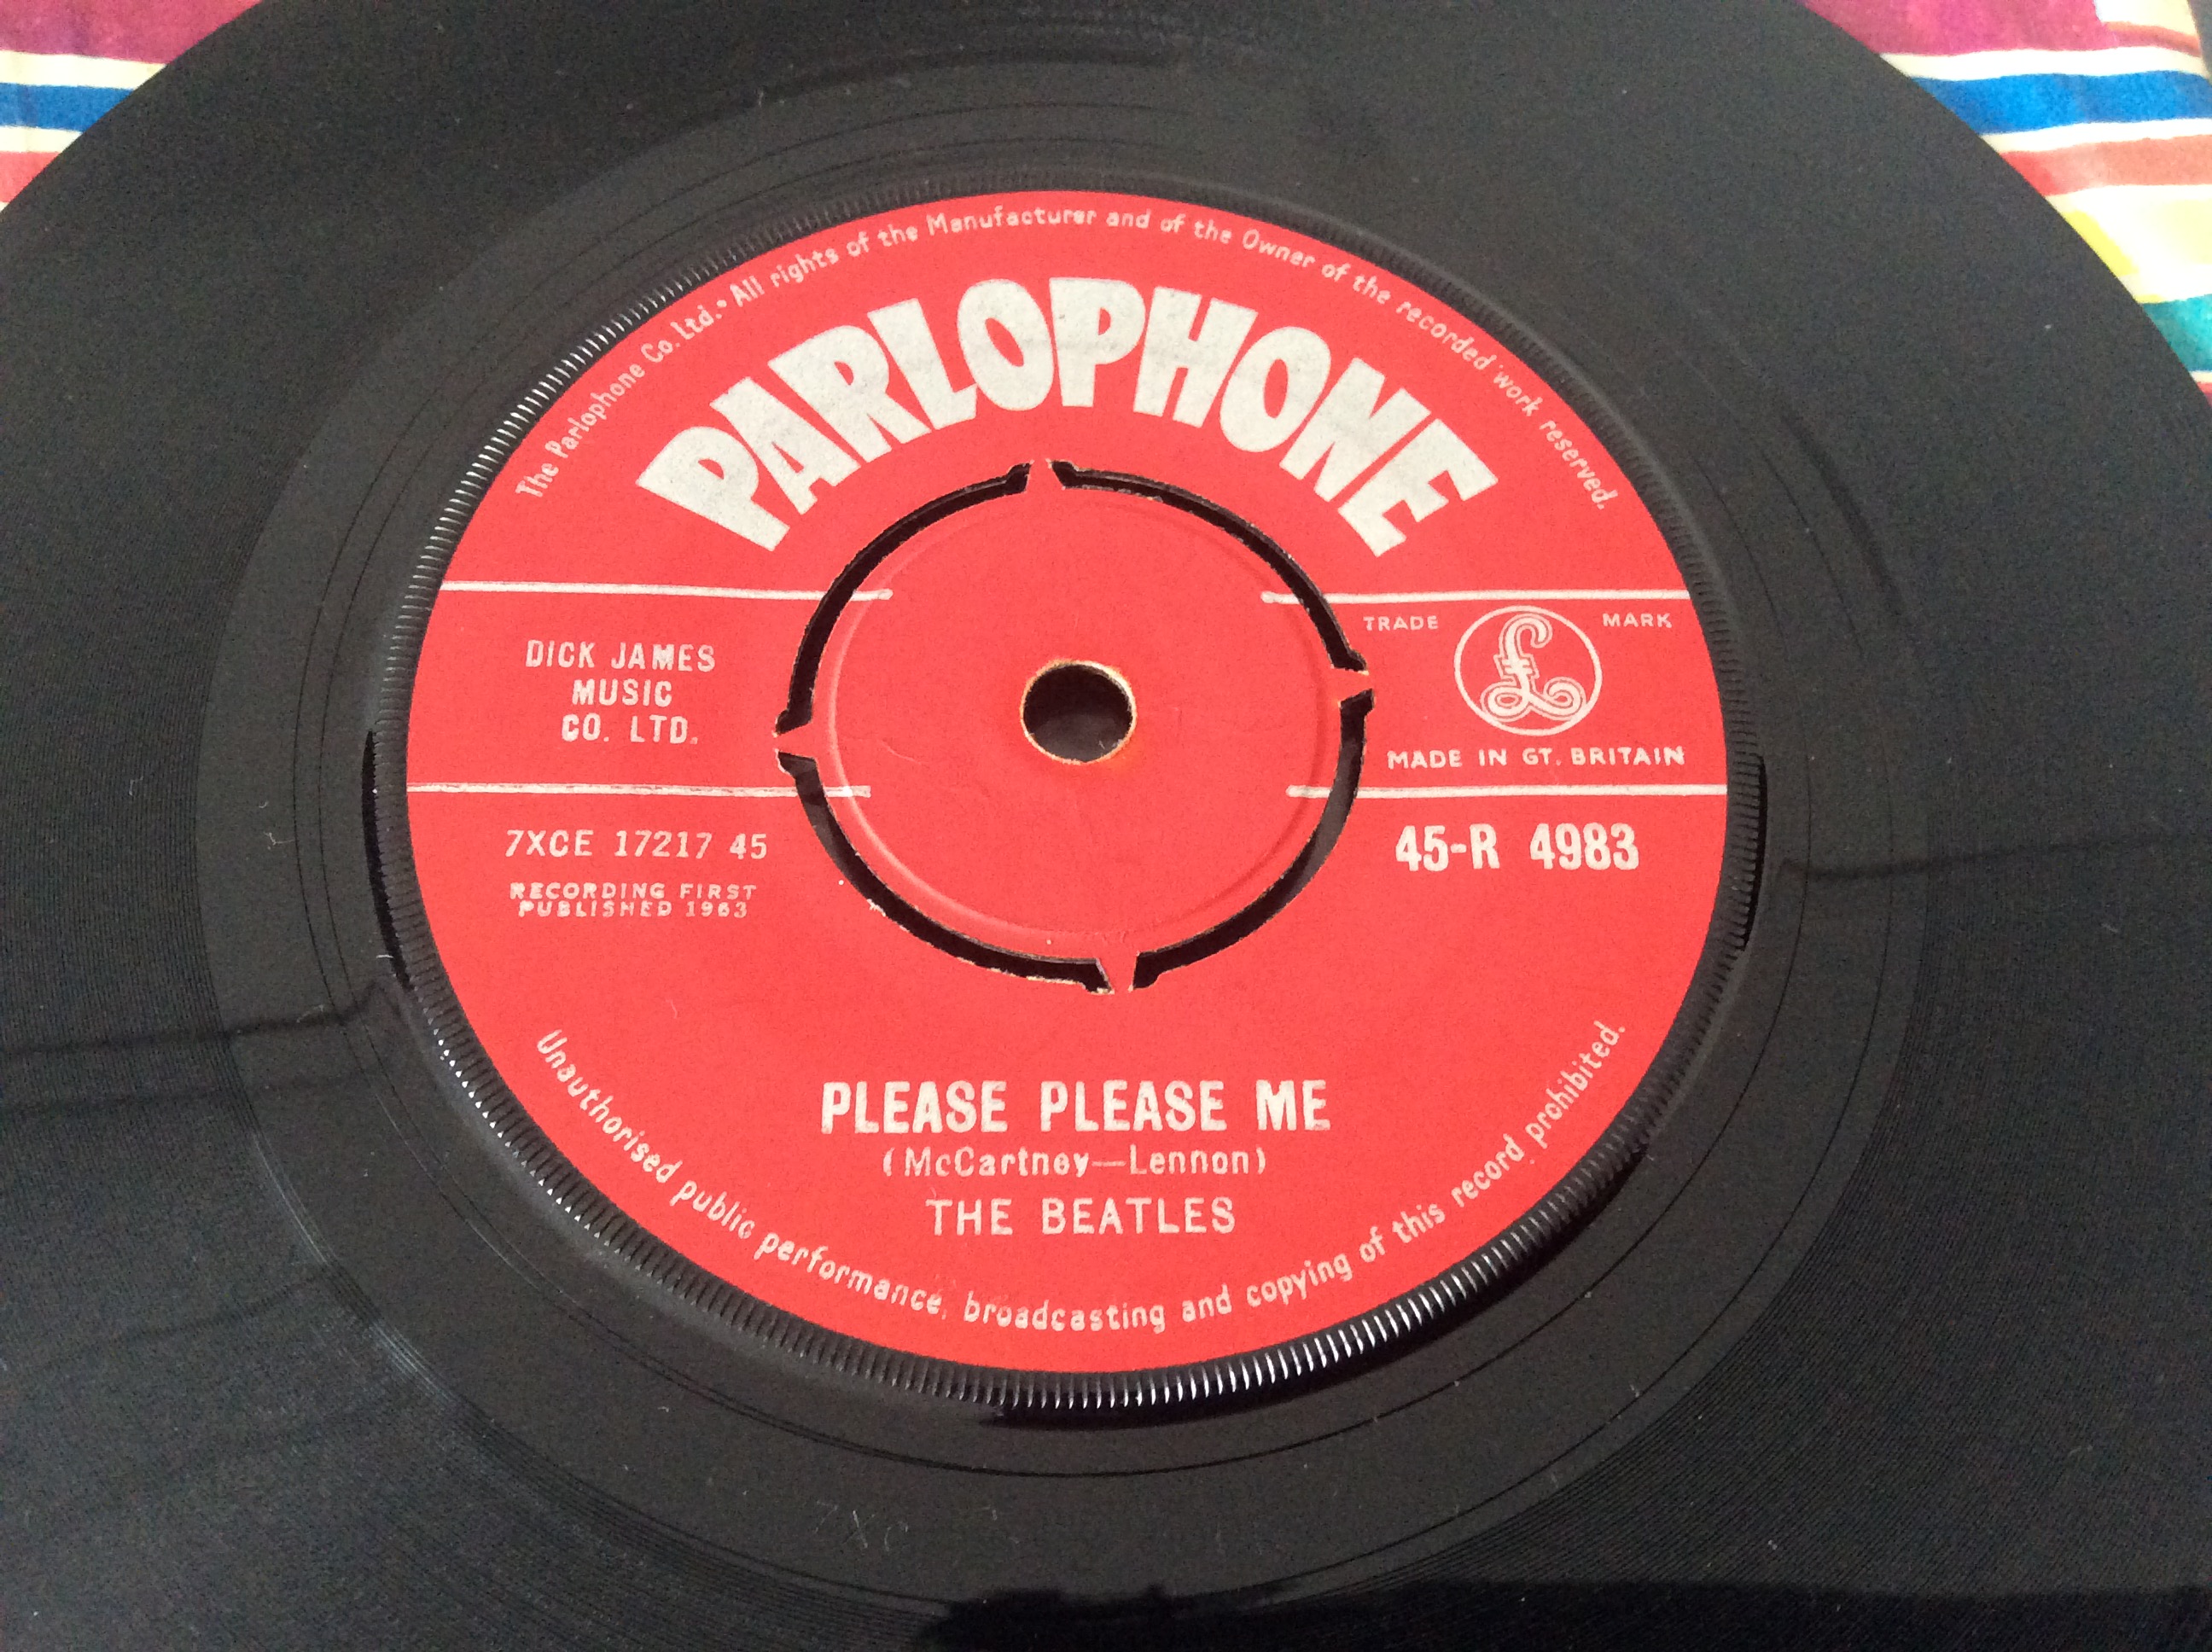 The Parlophone Co. Ltd. • All rights of the Manufacturer and of the Owner of the recorded work reserved.
PARLOPHONE
DICK JAMES
MUSIC
CO. LTD.
TRADE MARK
£
MADE IN GT. BRITAIN
7XCE 17217 45
RECORDING FIRST
PUBLISHED 1963
45-R 4983
PLEASE PLEASE ME
(McCartney—Lennon)
THE BEATLES
Unauthorised public performance, broadcasting and copying of this record prohibited.